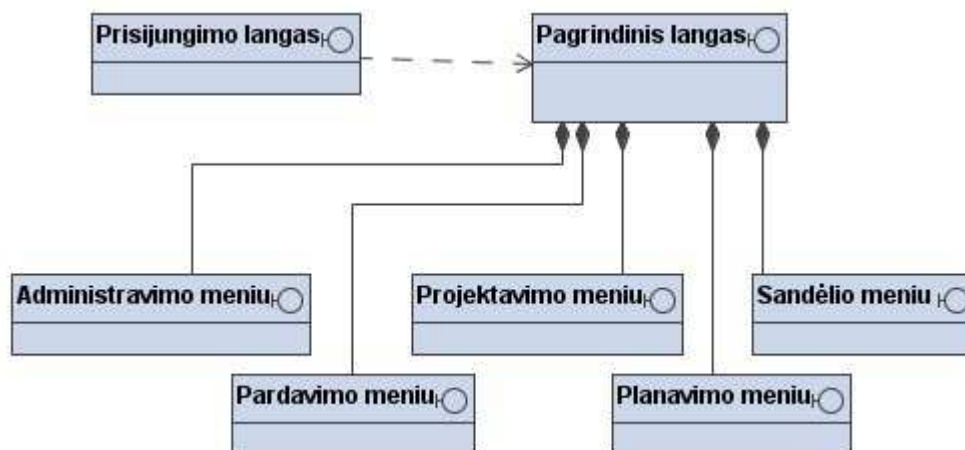 Prisijungimo langas
Pagrindinis langas
Administravimo meniu
Projektavimo meniu
Sandėlio meniu
Pardavimo meniu
Planavimo meniu